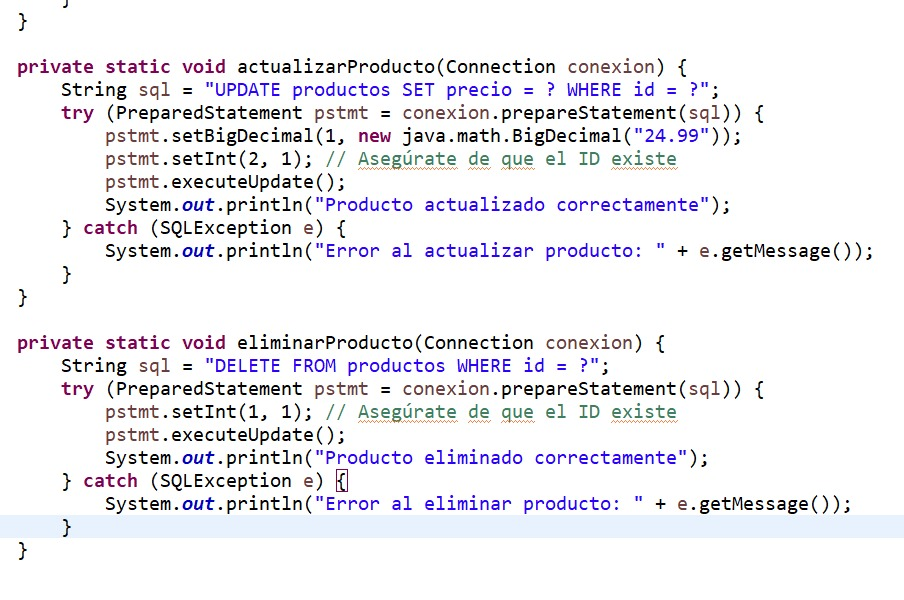 }
}
private static void actualizarProducto(Connection conexion) {
String sql = "UPDATE productos SET precio = ? WHERE id = ?";
try (PreparedStatement pstmt = conexion.prepareStatement(sql)) {
pstmt.setBigDecimal(1, new java.math.BigDecimal("24.99"));
pstmt.setInt(2, 1); // Asegúrate de que el ID existe
pstmt.executeUpdate();
System.out.println("Producto actualizado correctamente");
} catch (SQLException e) {
System.out.println("Error al actualizar producto: " + e.getMessage());
}
}
private static void eliminarProducto(Connection conexion) {
String sql = "DELETE FROM productos WHERE id = ?";
try (PreparedStatement pstmt = conexion.prepareStatement(sql)) {
pstmt.setInt(1, 1); // Asegúrate de que el ID existe
pstmt.executeUpdate();
System.out.println("Producto eliminado correctamente");
} catch (SQLException e) {
System.out.println("Error al eliminar producto: " + e.getMessage());
}
}